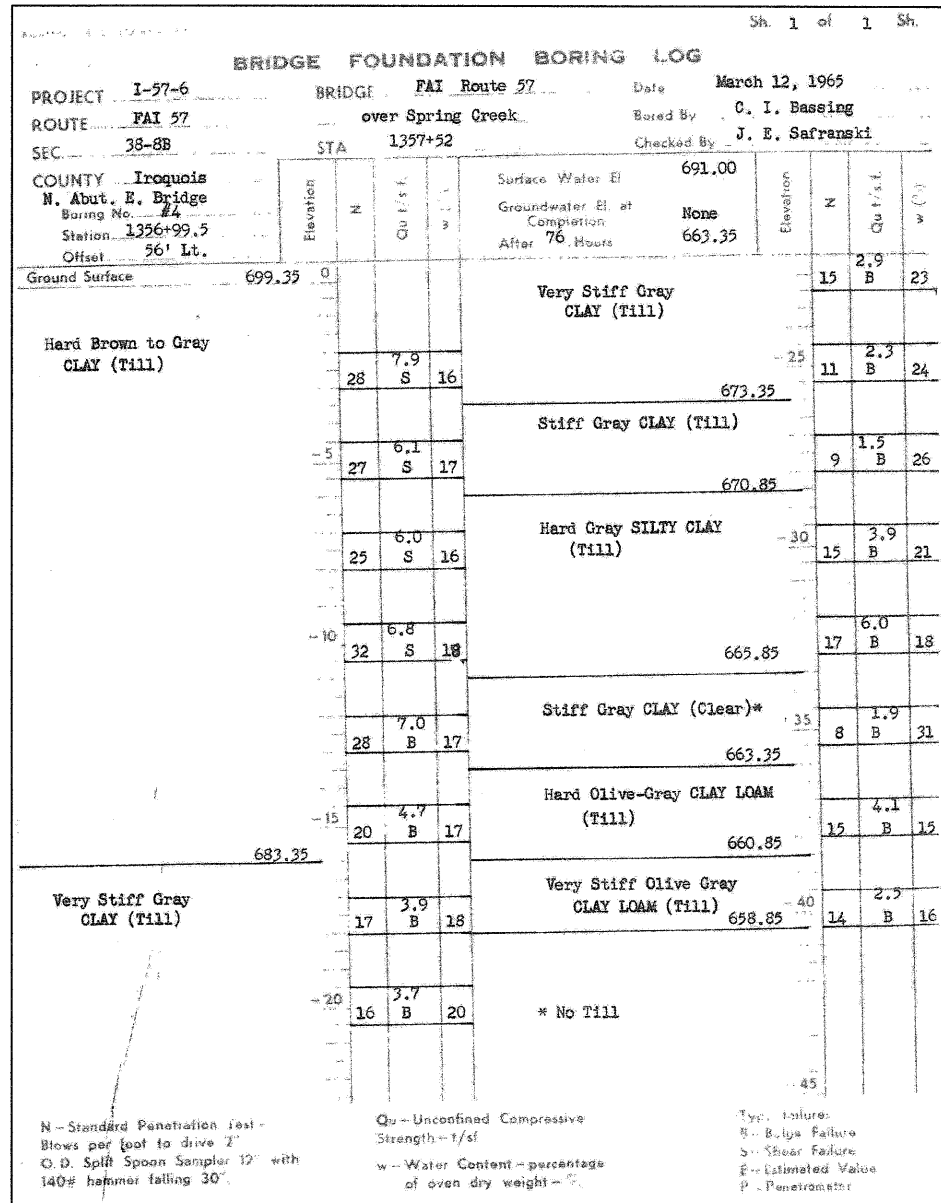 Sh. 1 of 1 Sh.
BRIDGE FOUNDATION BORING LOG
PROJECT I-57-6 BRIDGE FAI Route 57 Date March 12, 1965
ROUTE FAI 57 over Spring Creek Bored By C. I. Bassing
SEC. 38-8B STA 1357+52 Checked By J. E. Safranski
COUNTY Iroquois
N. Abut. E. Bridge
Boring No. #4
Station 1356+99.5
Offset 56' Lt.
Elevation N Qu t/s.f.
Surface Water El 691.00
Groundwater El. at
Completion None
After 76 Hours 663.35
Elevation N Qu t/s.f. w (%)
Ground Surface 699.35 0
Hard Brown to Gray
CLAY (Till)
7.9
28 S 16
-5 6.1
27 S 17
6.0
25 S 16
-10 6.8
32 S 18
7.0
28 B 17
-15 4.7
20 B 17
683.35
Very Stiff Gray
CLAY (Till)
3.9
17 B 18
-20 3.7
16 B 20
Very Stiff Gray
CLAY (Till)
2.9
15 B 23
-25 2.3
11 B 24
673.35
Stiff Gray CLAY (Till)
1.5
9 B 26
670.85
Hard Gray SILTY CLAY
(Till)
-30 3.9
15 B 21
6.0
17 B 18
665.85
Stiff Gray CLAY (Clear)*
35 1.9
8 B 31
663.35
Hard Olive-Gray CLAY LOAM
(Till)
4.1
15 B 15
660.85
Very Stiff Olive Gray
CLAY LOAM (Till)
-40 2.5
658.85 14 B 16
* No Till
-45
N - Standard Penetration Test -
Blows per foot to drive 2"
O.D. Split Spoon Sampler 12" with
140# hammer falling 30".
Qu - Unconfined Compressive
Strength - t/sf
w - Water Content - percentage
of oven dry weight - %.
Type failure:
B - Bulge Failure
S - Shear Failure
E - Estimated Value
P - Penetrometer